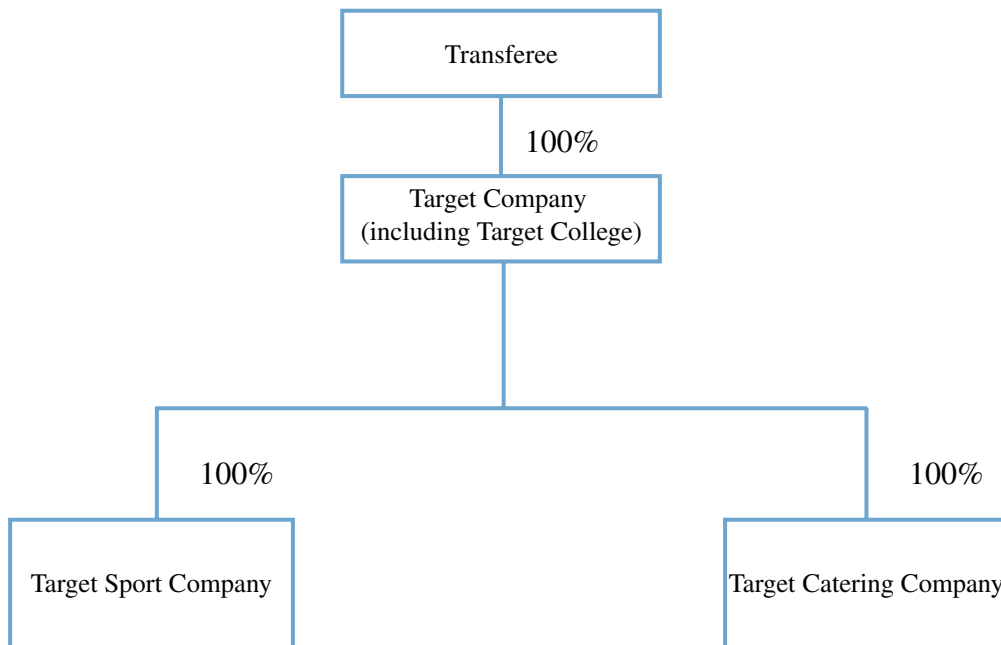 Transferee
100%
Target Company
(including Target College)
100%
100%
Target Sport Company
Target Catering Company